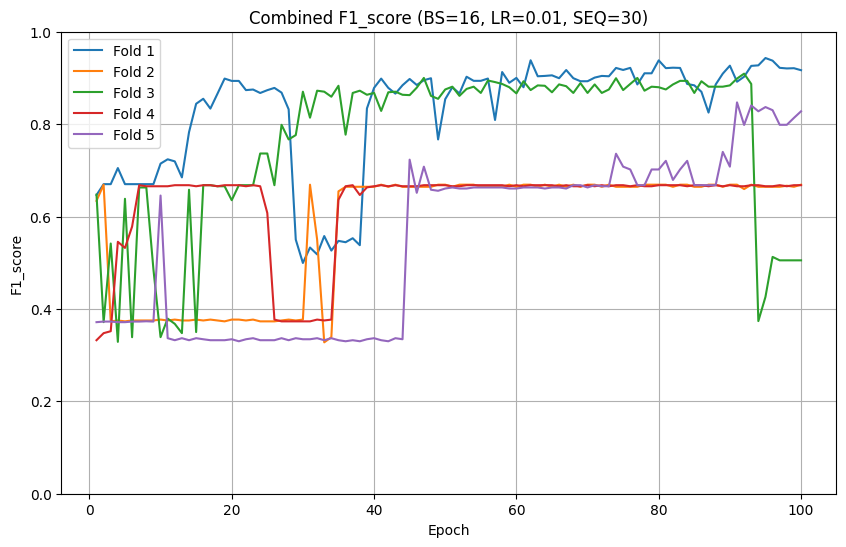 Combined F1_score (BS=16, LR=0.01, SEQ=30)
Fold 1
Fold 2
Fold 3
Fold 4
Fold 5
1.0
0.8
0.6
0.4
0.2
0.0
F1_score
0 20 40 60 80 100
Epoch